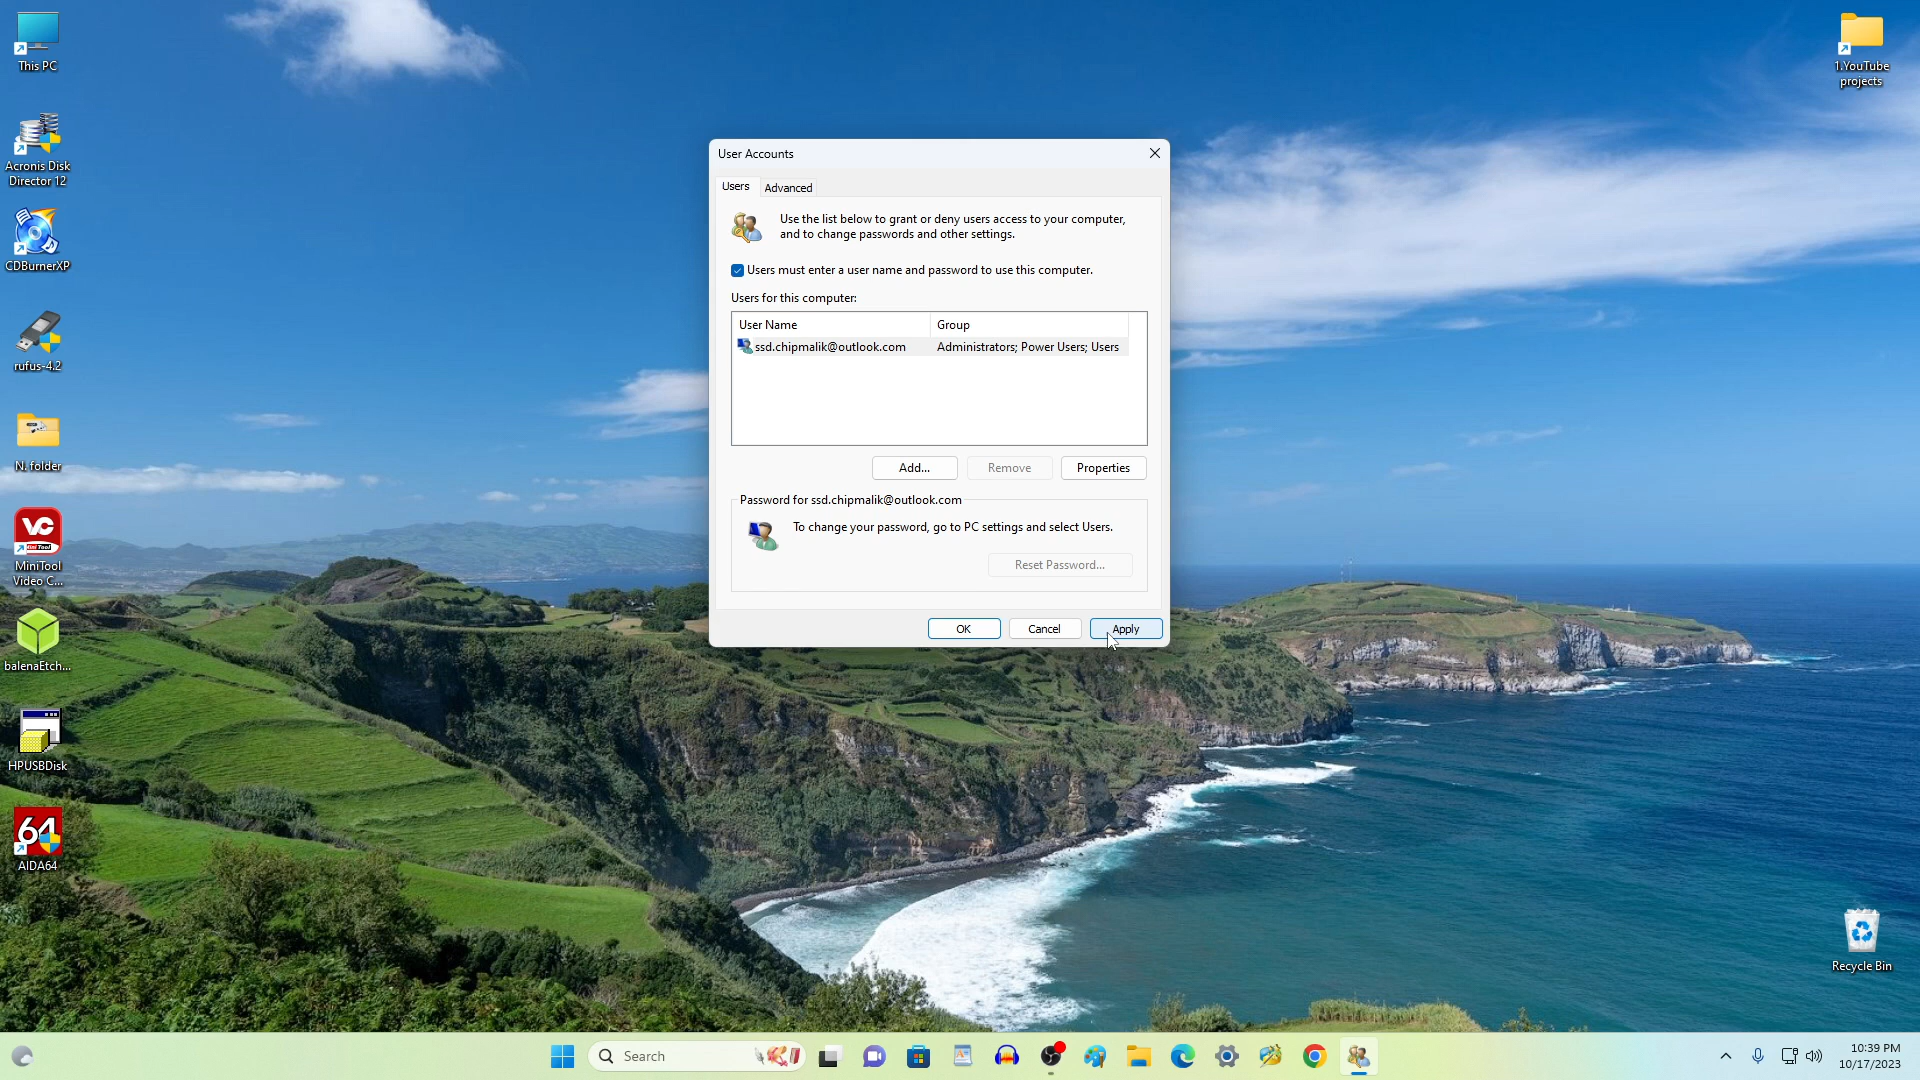 This PC
Acronis Disk
Director 12
CDBurnerXP
rufus-4.2
N. folder
VC
MiniTool
Video C...
balenaEtch...
HPUSBDisk
64
AIDA64
1.YouTube
projects
User Accounts
Users
Advanced
Use the list below to grant or deny users access to your computer,
and to change passwords and other settings.
Users must enter a user name and password to use this computer.
Users for this computer:
User Name
Group
ssd.chipmalik@outlook.com
Administrators; Power Users; Users
Add...
Remove
Properties
Password for ssd.chipmalik@outlook.com
To change your password, go to PC settings and select Users.
Reset Password...
OK
Cancel
Apply
Recycle Bin
Search
10:39 PM
10/17/2023